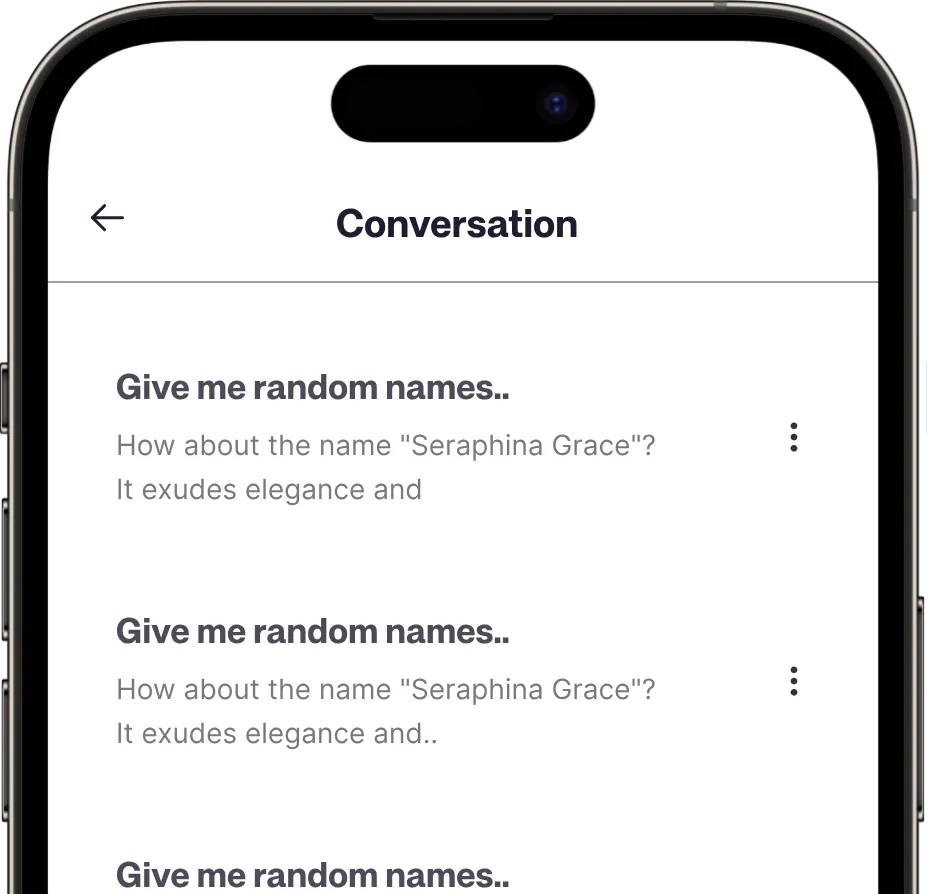 Conversation
Give me random names..
How about the name "Seraphina Grace"?
It exudes elegance and
Give me random names..
How about the name "Seraphina Grace"?
It exudes elegance and..
Give me random names..